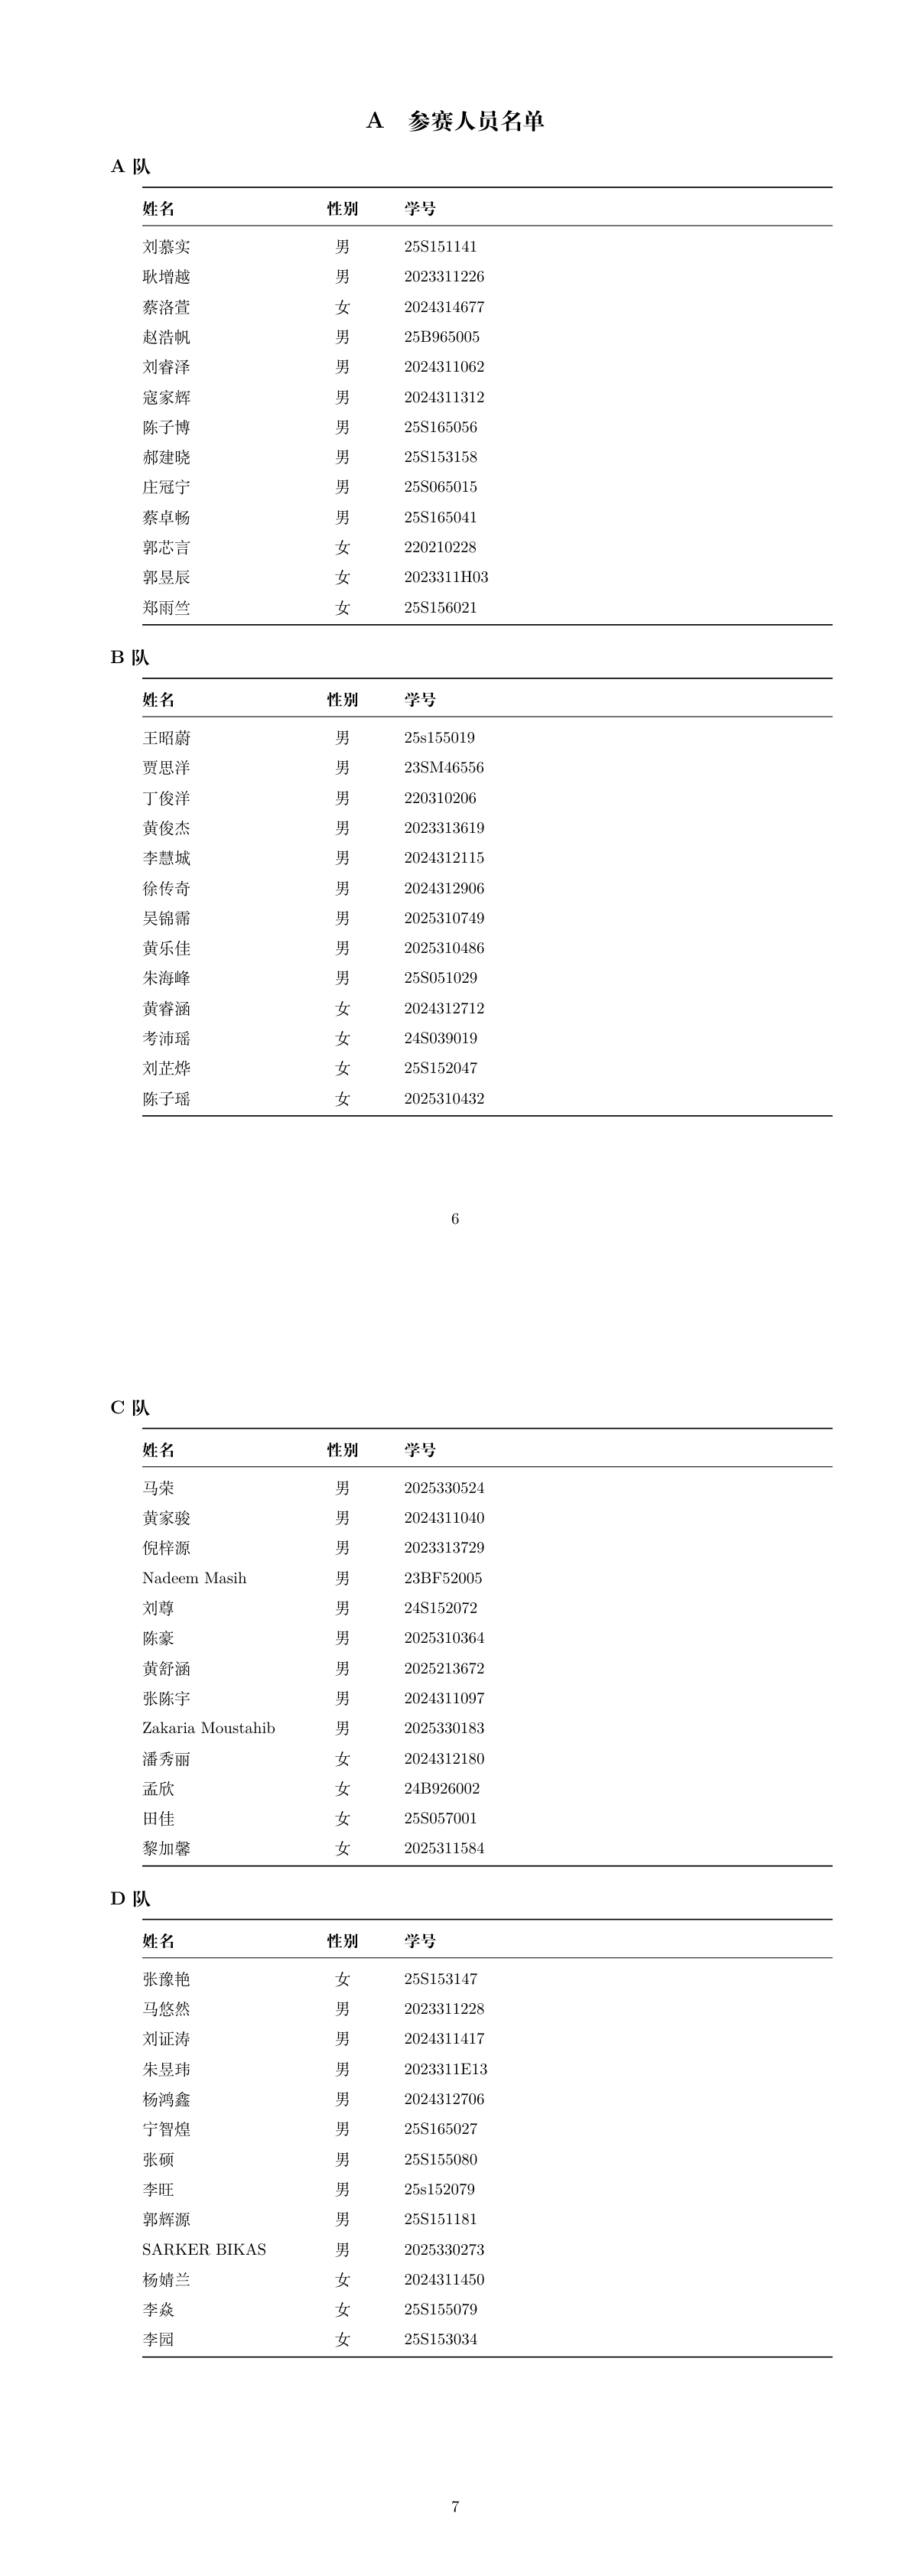 A 参赛人员名单
A 队
姓名 性别 学号
刘慕实 男 25S151141
耿增越 男 2023311226
蔡洛萱 女 2024314677
赵浩帆 男 25B965005
刘睿泽 男 2024311062
寇家辉 男 2024311312
陈子博 男 25S165056
郝建晓 男 25S153158
庄冠宁 男 25S065015
蔡卓畅 男 25S165041
郭芯言 女 220210228
郭昱辰 女 2023311H03
郑雨竺 女 25S156021
B 队
姓名 性别 学号
王昭蔚 男 25s155019
贾思洋 男 23SM46556
丁俊洋 男 220310206
黄俊杰 男 2023313619
李慧城 男 2024312115
徐传奇 男 2024312906
吴锦霈 男 2025310749
黄乐佳 男 2025310486
朱海峰 男 25S051029
黄睿涵 女 2024312712
考沛瑶 女 24S039019
刘芷烨 女 25S152047
陈子瑶 女 2025310432
6
C 队
姓名 性别 学号
马荣 男 2025330524
黄家骏 男 2024311040
倪梓源 男 2023313729
Nadeem Masih 男 23BF52005
刘尊 男 24S152072
陈豪 男 2025310364
黄舒涵 男 2025213672
张陈宇 男 2024311097
Zakaria Moustahib 男 2025330183
潘秀丽 女 2024312180
孟欣 女 24B926002
田佳 女 25S057001
黎加馨 女 2025311584
D 队
姓名 性别 学号
张豫艳 女 25S153147
马悠然 男 2023311228
刘证涛 男 2024311417
朱昱玮 男 2023311E13
杨鸿鑫 男 2024312706
宁智煌 男 25S165027
张硕 男 25S155080
李旺 男 25s152079
郭辉源 男 25S151181
SARKER BIKAS 男 2025330273
杨婧兰 女 2024311450
李焱 女 25S155079
李园 女 25S153034
7